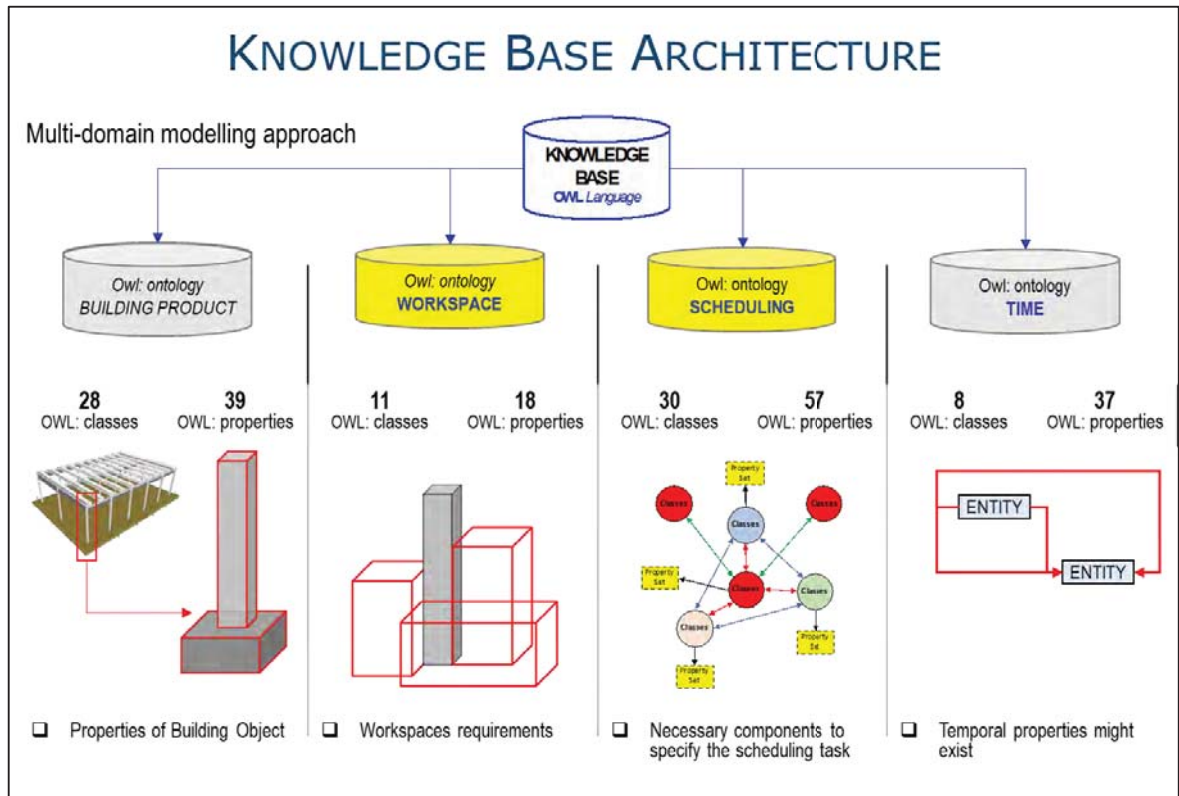 KNOWLEDGE BASE ARCHITECTURE
Multi-domain modelling approach
KNOWLEDGE
BASE
OWL Language
Owl: ontology
BUILDING PRODUCT
Owl: ontology
WORKSPACE
Owl: ontology
SCHEDULING
Owl: ontology
TIME
28
OWL: classes
39
OWL: properties
11
OWL: classes
18
OWL: properties
30
OWL: classes
57
OWL: properties
8
OWL: classes
37
OWL: properties
Property
Set
Classes
Classes
Classes
Property
Set
Classes
Classes
Classes
Property
Set
Property
Set
ENTITY
ENTITY
Properties of Building Object
Workspaces requirements
Necessary components to
specify the scheduling task
Temporal properties might
exist